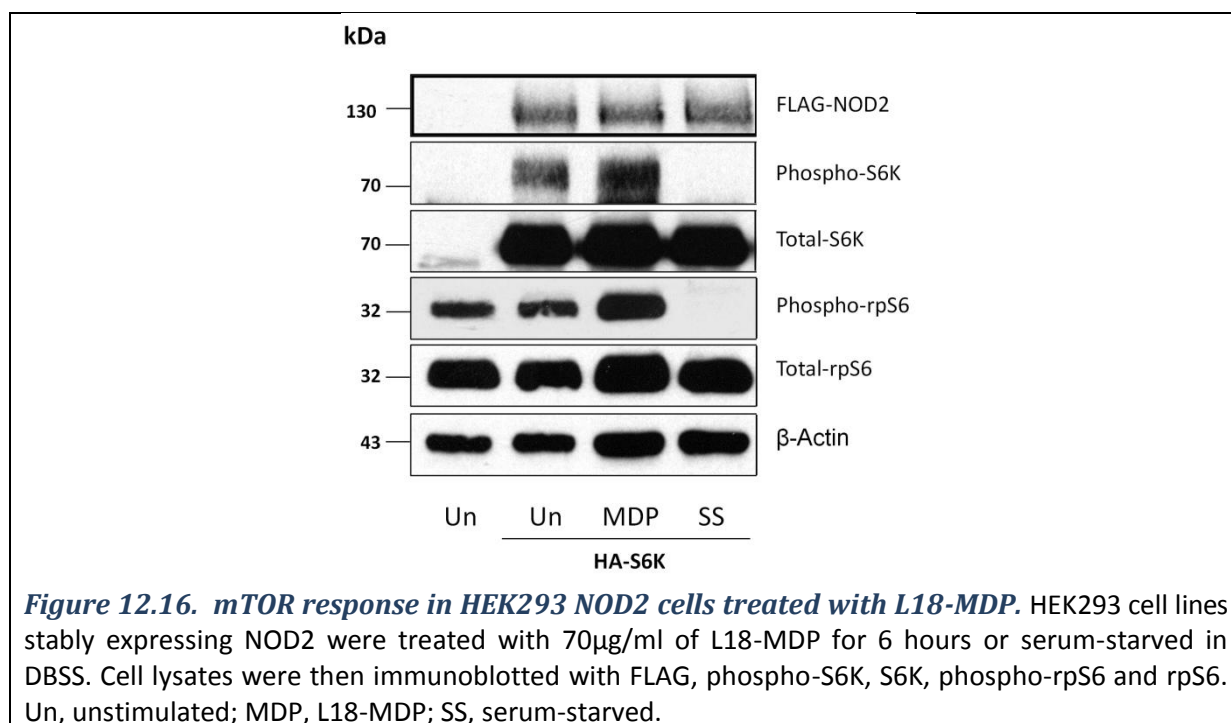 kDa
130 FLAG-NOD2
70 Phospho-S6K
70 Total-S6K
32 Phospho-rpS6
32 Total-rpS6
43 β-Actin
Un Un MDP SS
HA-S6K
Figure 12.16. mTOR response in HEK293 NOD2 cells treated with L18-MDP. HEK293 cell lines
stably expressing NOD2 were treated with 70µg/ml of L18-MDP for 6 hours or serum-starved in
DBSS. Cell lysates were then immunoblotted with FLAG, phospho-S6K, S6K, phospho-rpS6 and rpS6.
Un, unstimulated; MDP, L18-MDP; SS, serum-starved.